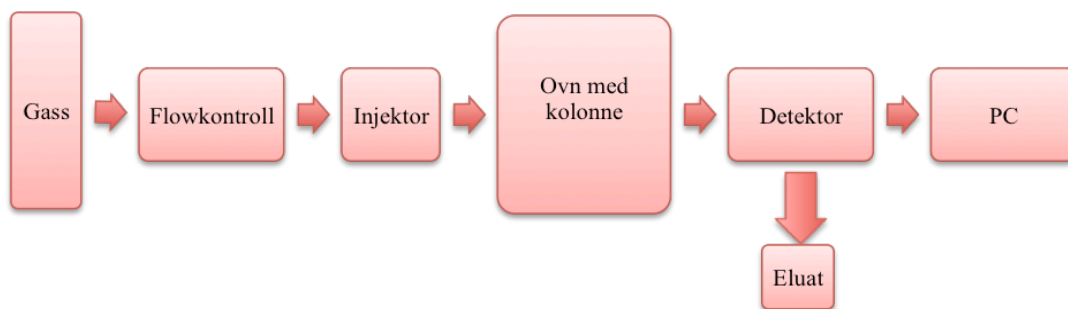 Gass
Flowkontroll
Injektor
Ovn med
kolonne
Detektor
PC
Eluat